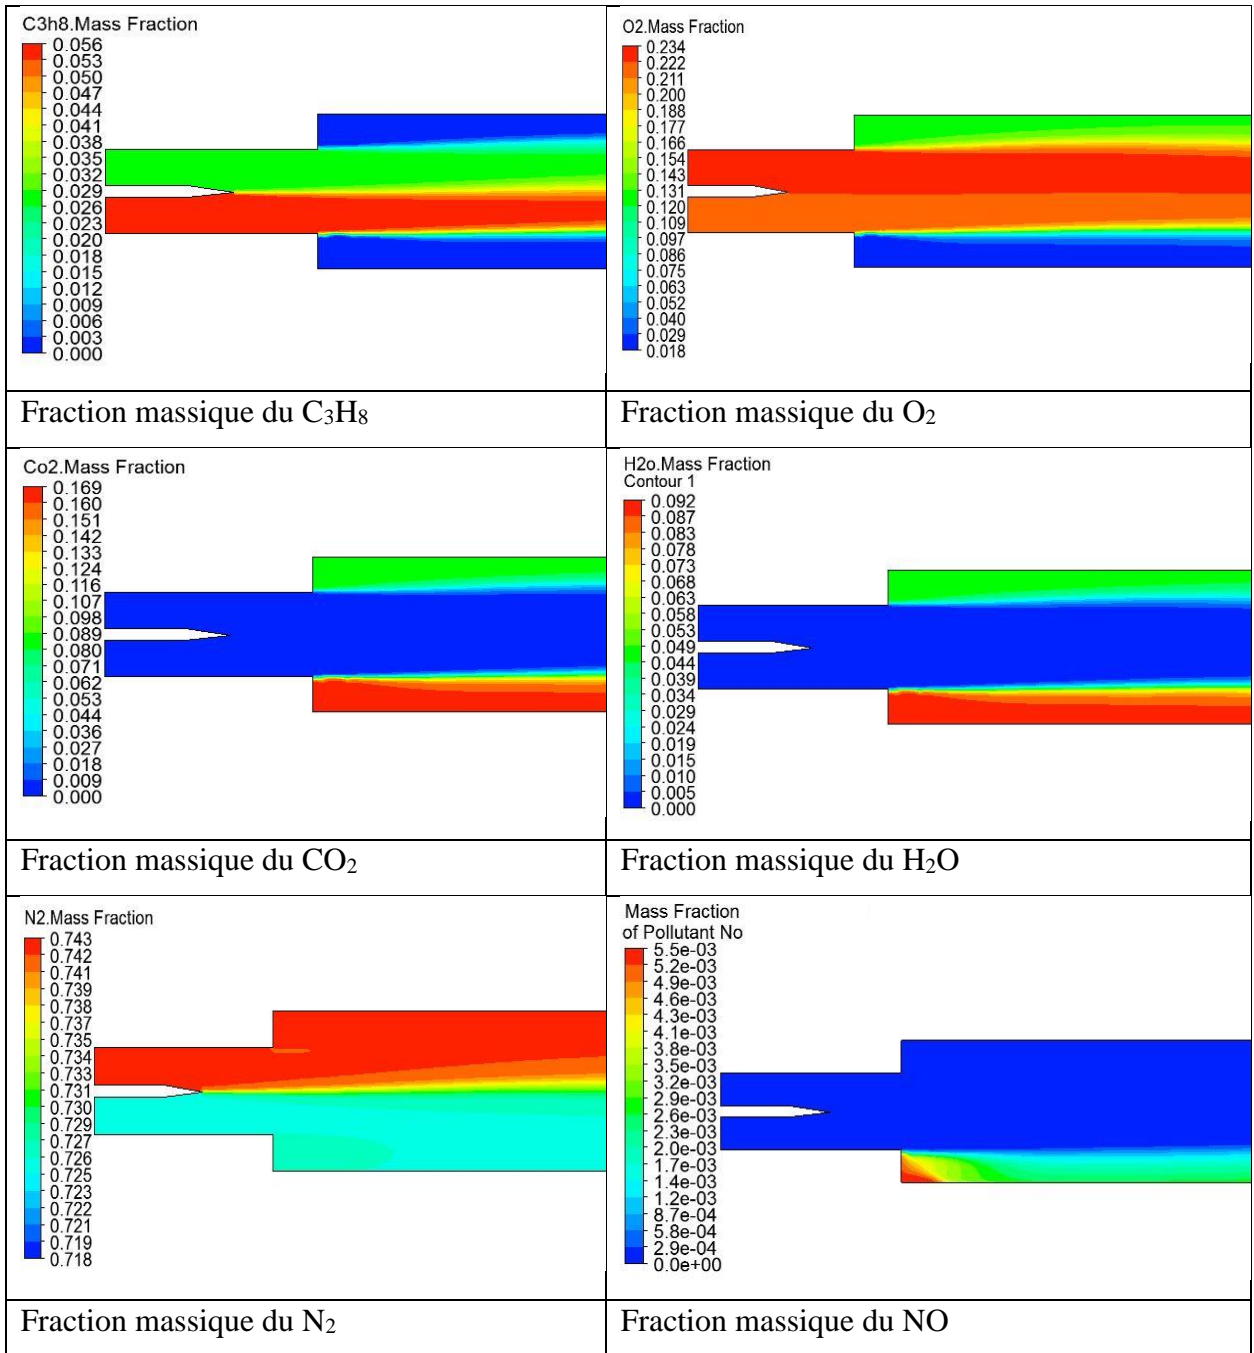 C3h8.Mass Fraction
0.056
0.053
0.050
0.047
0.044
0.041
0.038
0.035
0.032
0.029
0.026
0.023
0.020
0.018
0.015
0.012
0.009
0.006
0.003
0.000
Fraction massique du C₃H₈
O2.Mass Fraction
0.234
0.222
0.211
0.200
0.188
0.177
0.166
0.154
0.143
0.131
0.120
0.109
0.097
0.086
0.075
0.063
0.052
0.040
0.029
0.018
Fraction massique du O₂
Co2.Mass Fraction
0.169
0.160
0.151
0.142
0.133
0.124
0.116
0.107
0.098
0.089
0.080
0.071
0.062
0.053
0.044
0.036
0.027
0.018
0.009
0.000
Fraction massique du CO₂
H2o.Mass Fraction
Contour 1
0.092
0.087
0.083
0.078
0.073
0.068
0.063
0.058
0.053
0.049
0.044
0.039
0.034
0.029
0.024
0.019
0.015
0.010
0.005
0.000
Fraction massique du H₂O
N2.Mass Fraction
0.743
0.742
0.741
0.739
0.738
0.737
0.735
0.734
0.733
0.731
0.730
0.729
0.727
0.726
0.725
0.723
0.722
0.721
0.719
0.718
Fraction massique du N₂
Mass Fraction
of Pollutant No
5.5e-03
5.2e-03
4.9e-03
4.6e-03
4.3e-03
4.1e-03
3.8e-03
3.5e-03
3.2e-03
2.9e-03
2.6e-03
2.3e-03
2.0e-03
1.7e-03
1.4e-03
1.2e-03
8.7e-04
5.8e-04
2.9e-04
0.0e+00
Fraction massique du NO